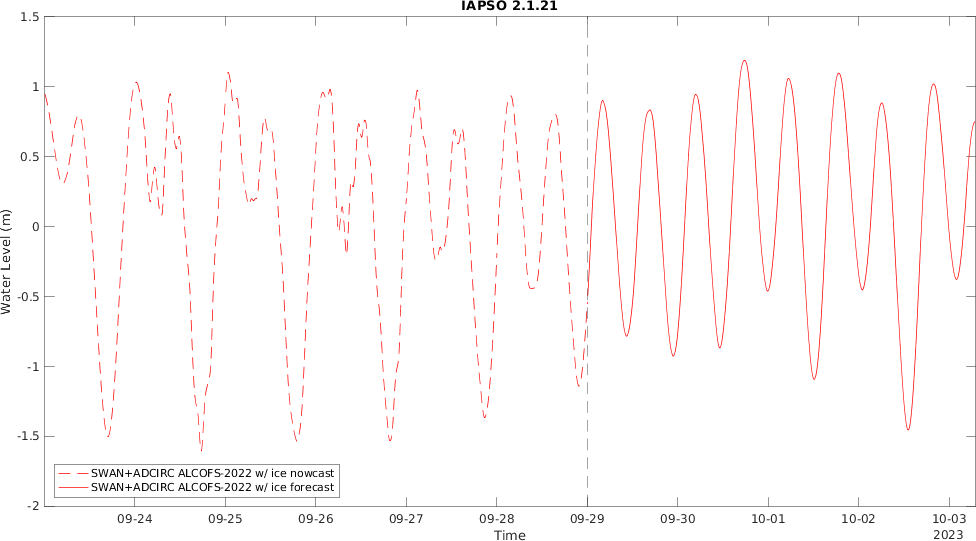 IAPSO 2.1.21
1.5
1
0.5
0
-0.5
-1
-1.5
-2
Water Level (m)
SWAN+ADCIRC ALCOFS-2022 w/ ice nowcast
SWAN+ADCIRC ALCOFS-2022 w/ ice forecast
09-24 09-25 09-26 09-27 09-28 09-29 09-30 10-01 10-02 10-03
2023
Time